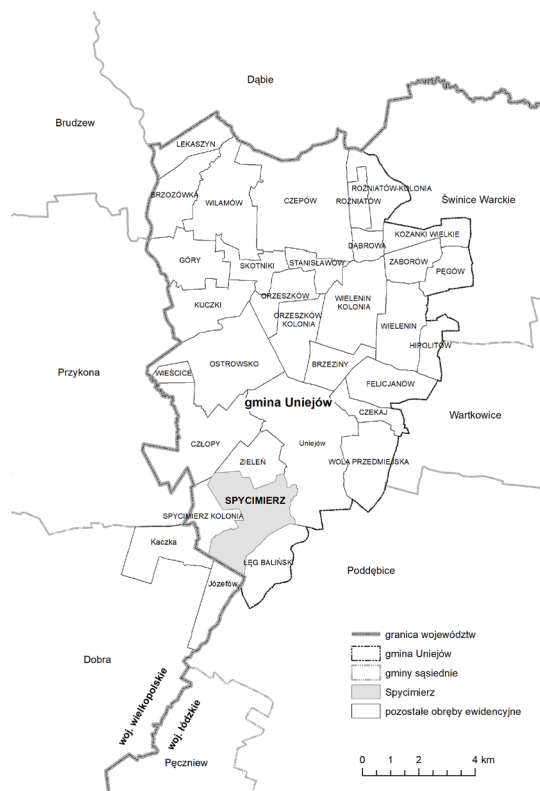 Dąbie
Brudzew
LEKASZYN
BRZOZÓWKA
WILAMÓW
CZEPÓW
ROŻNIATÓW-KOLONIA
ROŻNIATÓW
Świnice Warckie
KOZANKI WIELKIE
DĄBROWA
GÓRY
SKOTNIKI
STANISŁAWÓW
ZABORÓW
PĘGÓW
KUCZKI
ORZESZKÓW
ORZESZKÓW
KOLONIA
WIELENIN
KOLONIA
WIELENIN
HIPOLITÓW
OSTROWSKO
BRZEZINY
Przykona
WIEŚCICE
FELICJANÓW
gmina Uniejów
CZEKAJ
Wartkowice
CZŁOPY
Uniejów
ZIELEŃ
WOLA PRZEDMIEJSKA
SPYCIMIERZ
SPYCIMIERZ KOLONIA
Kaczka
ŁĘG BALIŃSKI
Józefów
Poddębice
Dobra
woj. wielkopolskie
woj. łódzkie
Pęczniew
granica województw
gmina Uniejów
gminy sąsiednie
Spycimierz
pozostałe obręby ewidencyjne
0 2 4 km